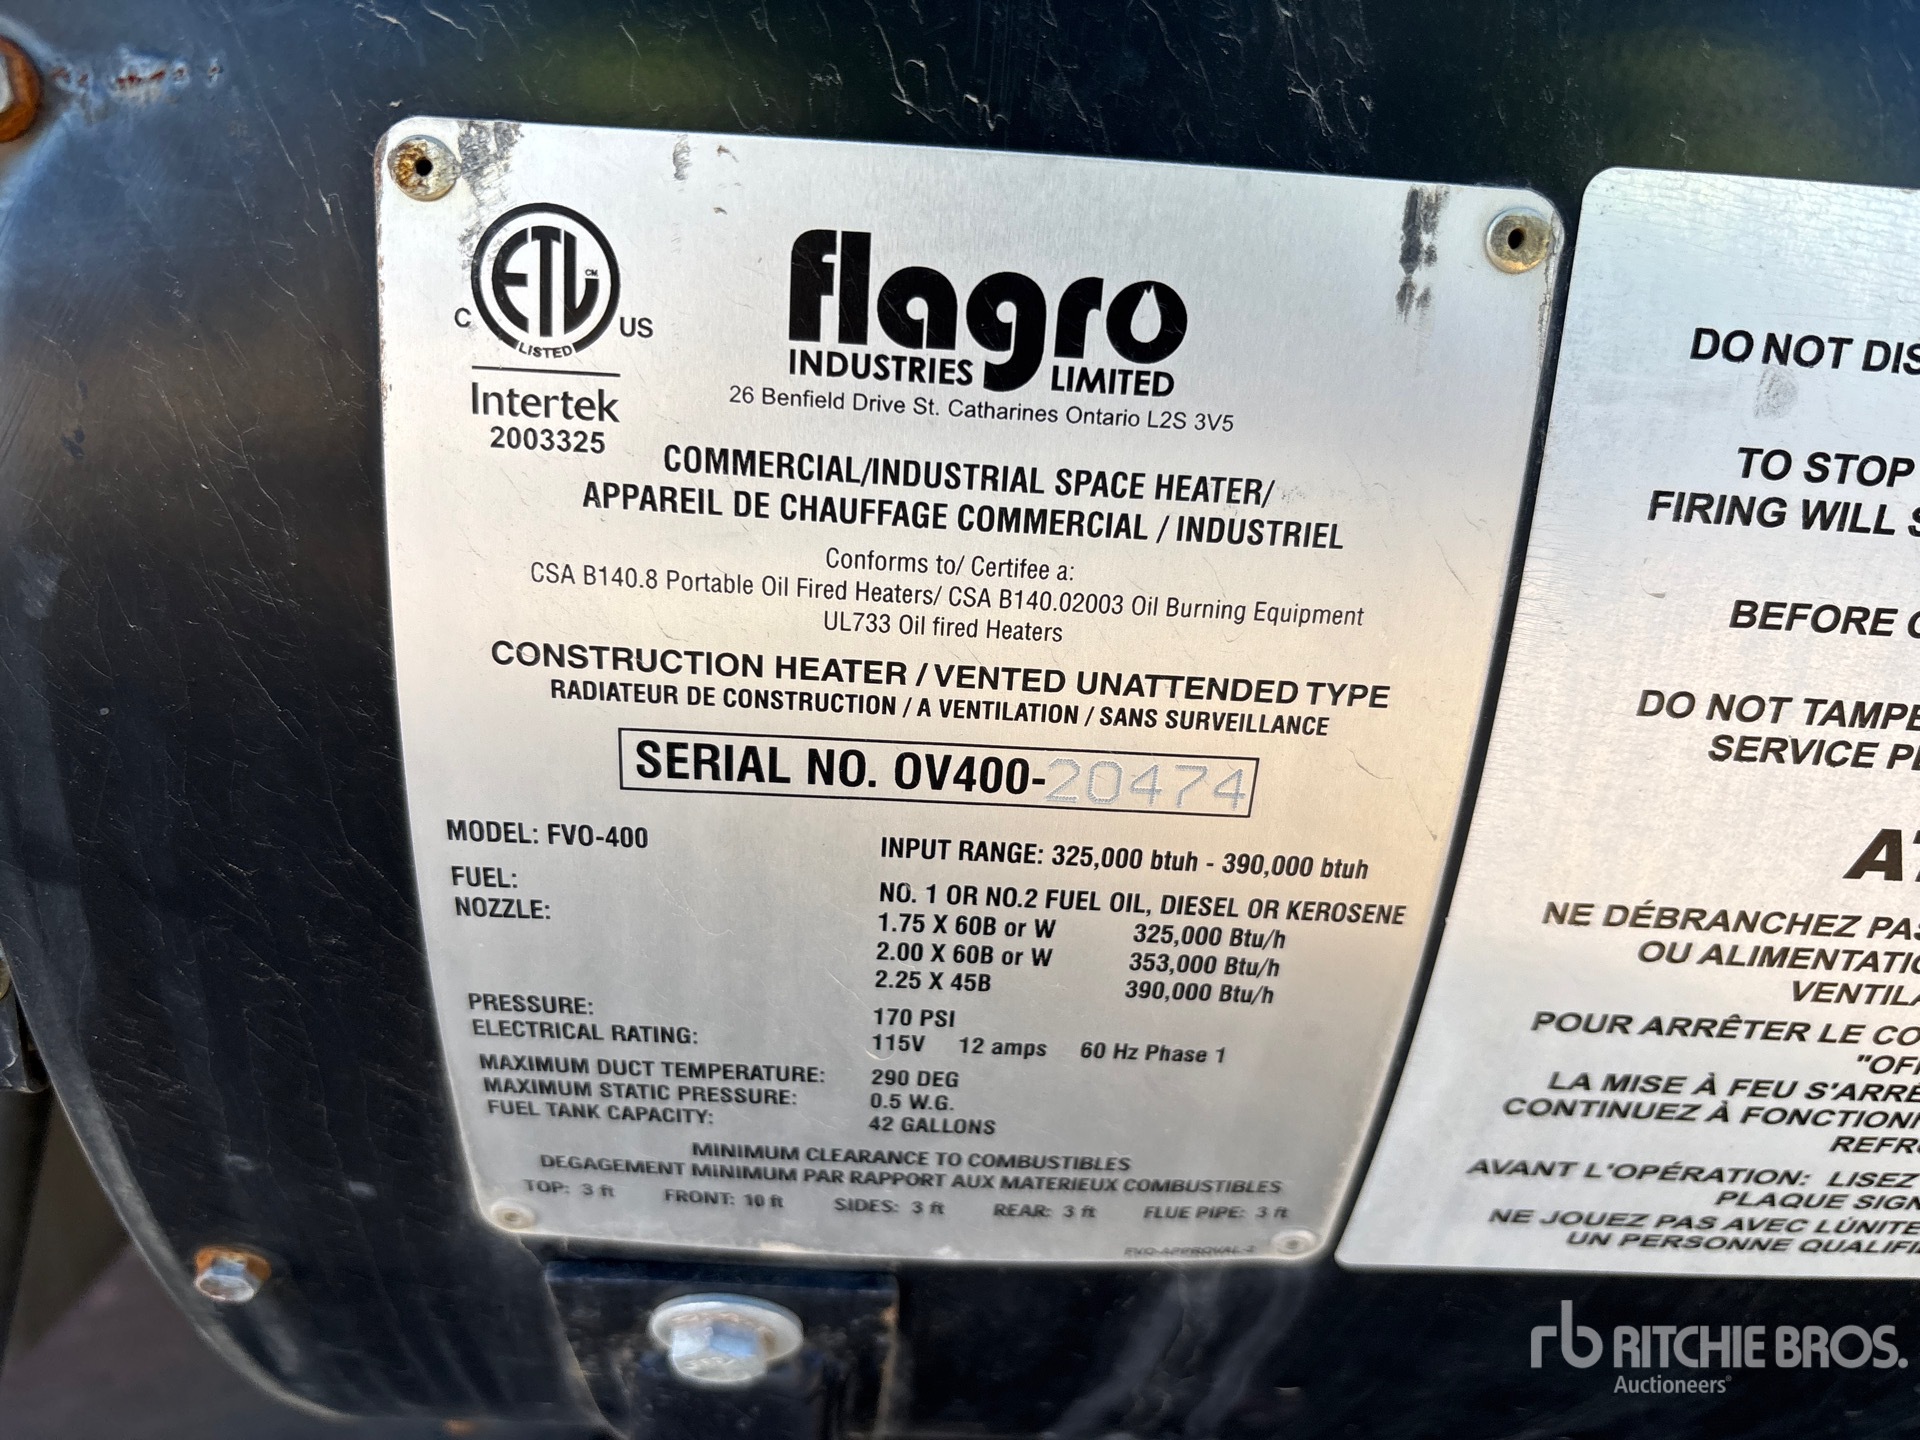 ETL
CM
LISTED
C
US
Intertek
2003325
flagro
INDUSTRIES LIMITED
26 Benfield Drive St. Catharines Ontario L2S 3V5
COMMERCIAL/INDUSTRIAL SPACE HEATER/
APPAREIL DE CHAUFFAGE COMMERCIAL / INDUSTRIEL
Conforms to/ Certifee a:
CSA B140.8 Portable Oil Fired Heaters/ CSA B140.02003 Oil Burning Equipment
UL733 Oil fired Heaters
CONSTRUCTION HEATER / VENTED UNATTENDED TYPE
RADIATEUR DE CONSTRUCTION / A VENTILATION / SANS SURVEILLANCE
SERIAL NO. OV400-20474
MODEL: FVO-400 INPUT RANGE: 325,000 btuh - 390,000 btuh
FUEL: NO. 1 OR NO.2 FUEL OIL, DIESEL OR KEROSENE
NOZZLE: 1.75 X 60B or W 325,000 Btu/h
2.00 X 60B or W 353,000 Btu/h
2.25 X 45B 390,000 Btu/h
PRESSURE: 170 PSI
ELECTRICAL RATING: 115V 12 amps 60 Hz Phase 1
MAXIMUM DUCT TEMPERATURE: 290 DEG
MAXIMUM STATIC PRESSURE: 0.5 W.G.
FUEL TANK CAPACITY: 42 GALLONS
MINIMUM CLEARANCE TO COMBUSTIBLES
DEGAGEMENT MINIMUM PAR RAPPORT AUX MATERIEUX COMBUSTIBLES
TOP: 3 ft FRONT: 10 ft SIDES: 3 ft REAR: 3 ft FLUE PIPE: 3 ft
FVO-APPROVAL-2
DO NOT DIS
TO STOP
FIRING WILL S
BEFORE
DO NOT TAMPE
SERVICE PE
AT
NE DÉBRANCHEZ PAS
OU ALIMENTATIO
VENTILA
POUR ARRÊTER LE CO
"OFF
LA MISE À FEU S'ARRÊ
CONTINUEZ À FONCTIONN
REFRO
AVANT L'OPÉRATION: LISEZ
PLAQUE SIGN
NE JOUEZ PAS AVEC LÚNITE
UN PERSONNE QUALIFI
rb RITCHIE BROS.
Auctioneers